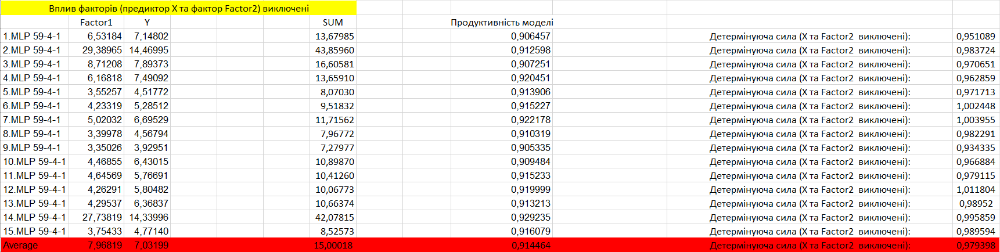 Вплив факторів (предиктор X та фактор Factor2) виключені
Factor1 Y SUM Продуктивність моделі
1.MLP 59-4-1 6,53184 7,14802 13,67985 0,906457 Детермінуюча сила (X та Factor2 виключені): 0,951089
2.MLP 59-4-1 29,38965 14,46995 43,85960 0,912598 Детермінуюча сила (X та Factor2 виключені): 0,983724
3.MLP 59-4-1 8,71208 7,89373 16,60581 0,907251 Детермінуюча сила (X та Factor2 виключені): 0,970651
4.MLP 59-4-1 6,16818 7,49092 13,65910 0,920451 Детермінуюча сила (X та Factor2 виключені): 0,962859
5.MLP 59-4-1 3,55257 4,51772 8,07030 0,913906 Детермінуюча сила (X та Factor2 виключені): 0,971713
6.MLP 59-4-1 4,23319 5,28512 9,51832 0,915227 Детермінуюча сила (X та Factor2 виключені): 1,002448
7.MLP 59-4-1 5,02032 6,69529 11,71562 0,922178 Детермінуюча сила (X та Factor2 виключені): 1,003955
8.MLP 59-4-1 3,39978 4,56794 7,96772 0,910319 Детермінуюча сила (X та Factor2 виключені): 0,982291
9.MLP 59-4-1 3,35026 3,92951 7,27977 0,905335 Детермінуюча сила (X та Factor2 виключені): 0,934335
10.MLP 59-4-1 4,46855 6,43015 10,89870 0,909484 Детермінуюча сила (X та Factor2 виключені): 0,966884
11.MLP 59-4-1 4,64569 5,76691 10,41260 0,915233 Детермінуюча сила (X та Factor2 виключені): 0,979115
12.MLP 59-4-1 4,26291 5,80482 10,06773 0,919999 Детермінуюча сила (X та Factor2 виключені): 1,011804
13.MLP 59-4-1 4,29537 6,36837 10,66374 0,913213 Детермінуюча сила (X та Factor2 виключені): 0,98952
14.MLP 59-4-1 27,73819 14,33996 42,07815 0,929235 Детермінуюча сила (X та Factor2 виключені): 0,995859
15.MLP 59-4-1 3,75433 4,77140 8,52573 0,916079 Детермінуюча сила (X та Factor2 виключені): 0,989594
Average 7,96819 7,03199 15,00018 0,914464 Детермінуюча сила (X та Factor2 виключені): 0,979398